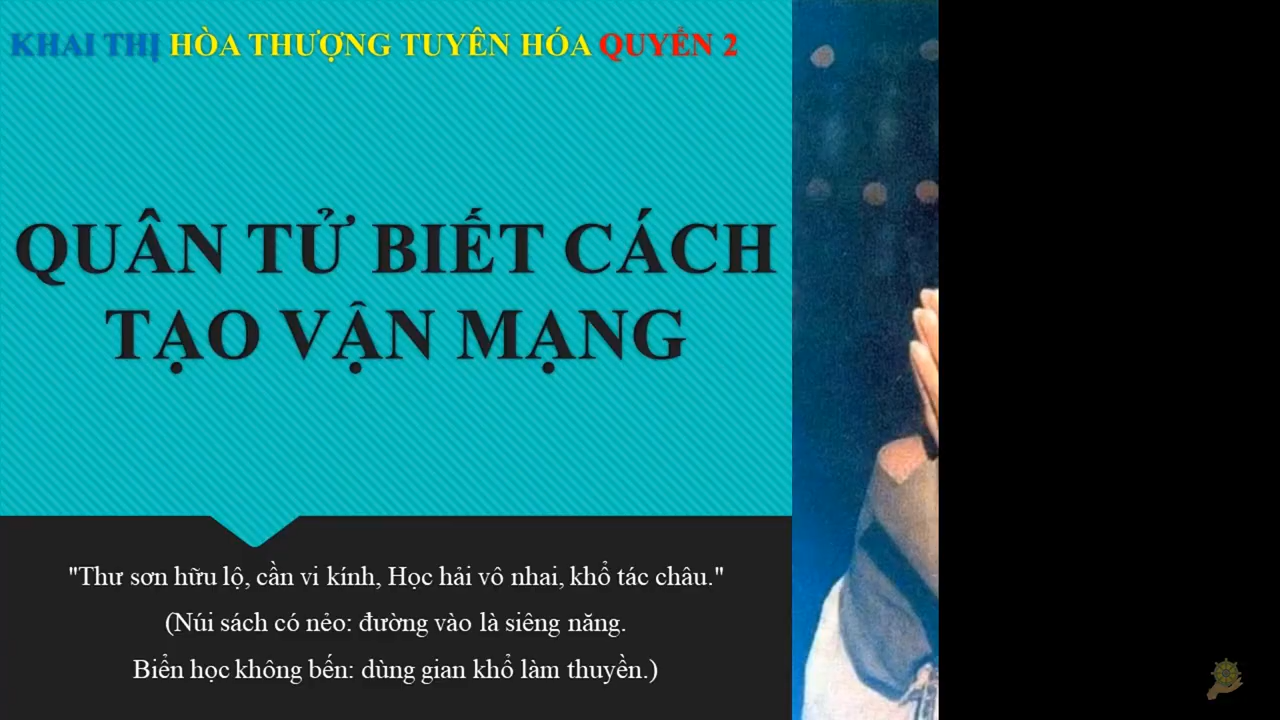 KHAI THỊ HÒA THƯỢNG TUYÊN HÓA QUYỂN 2
QUÂN TỬ BIẾT CÁCH
TẠO VẬN MẠNG
"Thư sơn hữu lộ, cần vi kính, Học hải vô nhai, khổ tác châu."
(Núi sách có nẻo: đường vào là siêng năng.
Biển học không bến: dùng gian khổ làm thuyền.)